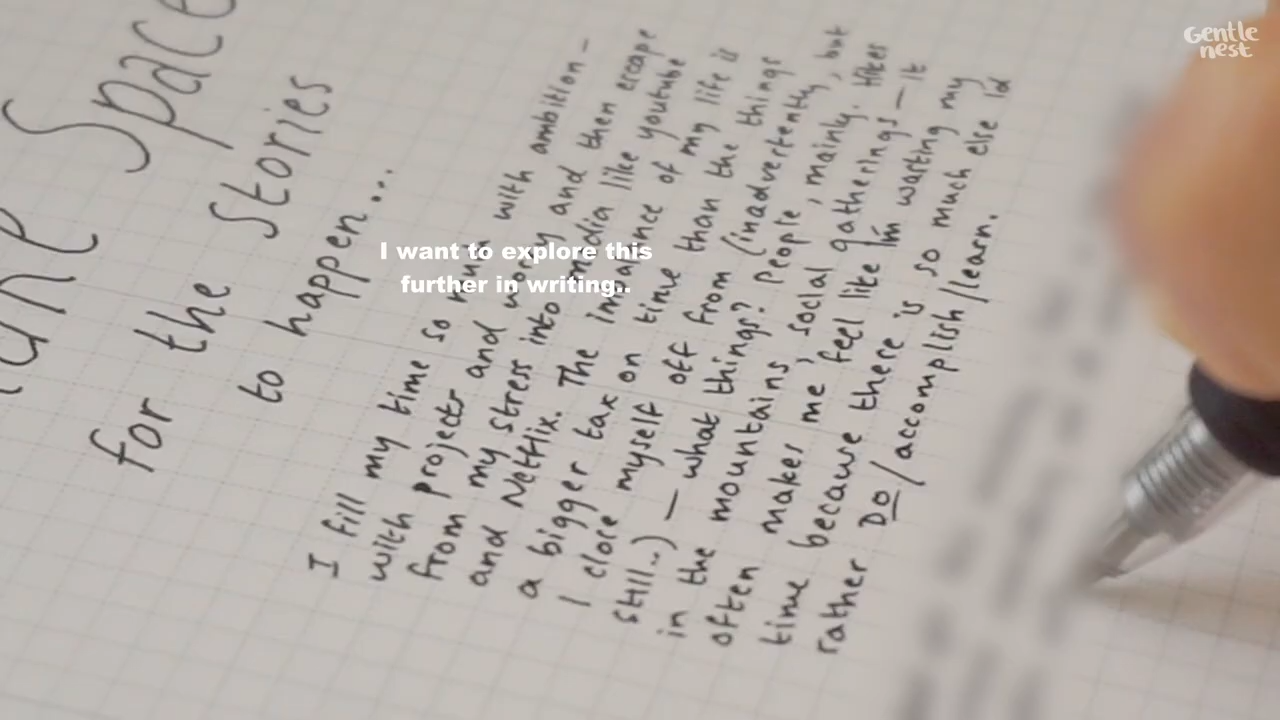 Space
for the Stories
to happen...
I fill my time so much with ambition –
with projects and work, and then escape
from my stress into media like youtube
and Netflix. The imbalance of my life is
a bigger tax on time than the things
I close myself off from (inadvertently, but
still..) — what things? People, mainly. Hikes
in the mountains, social gatherings — it
often makes me feel like I'm wasting my
time because there is so much else Id
rather DO/accomplish/learn.
I want to explore this
further in writing..
Gentle
nest